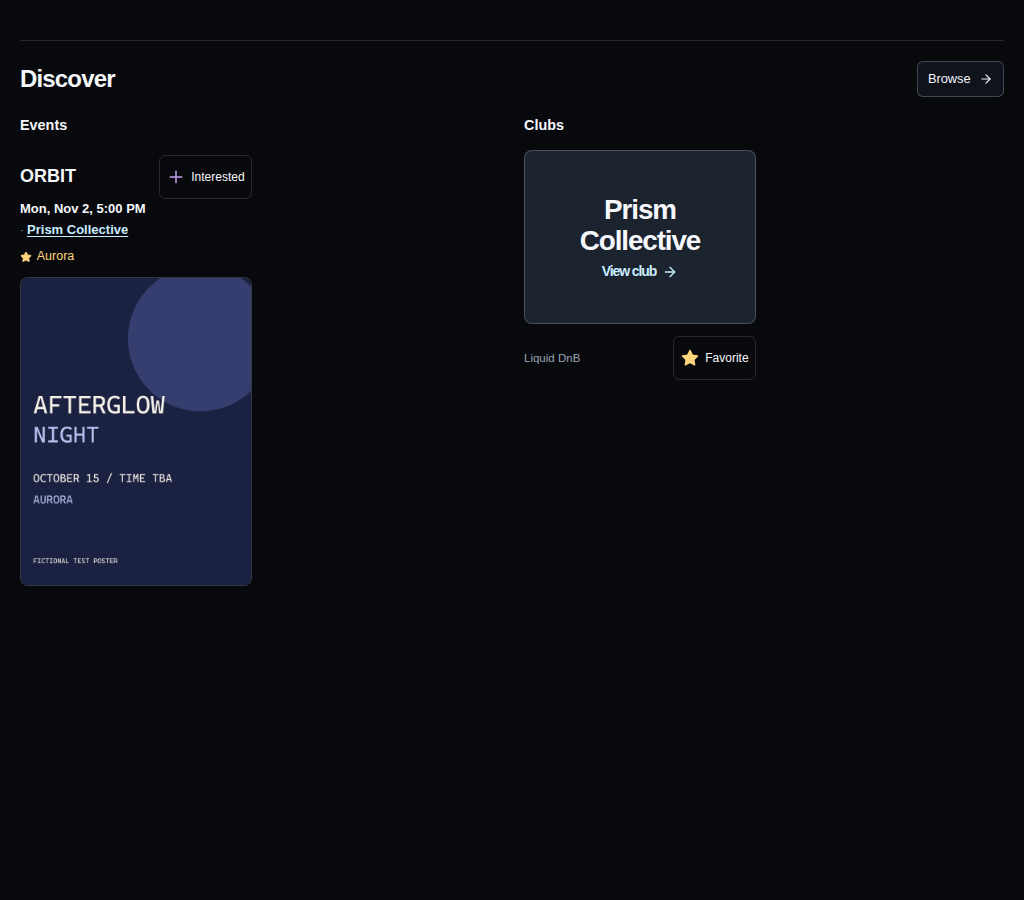 Discover
Browse
Events
ORBIT
Interested
Mon, Nov 2, 5:00 PM
· Prism Collective
Aurora
AFTERGLOW
NIGHT
OCTOBER 15 / TIME TBA
AURORA
FICTIONAL TEST POSTER
Clubs
Prism
Collective
View club
Liquid DnB
Favorite